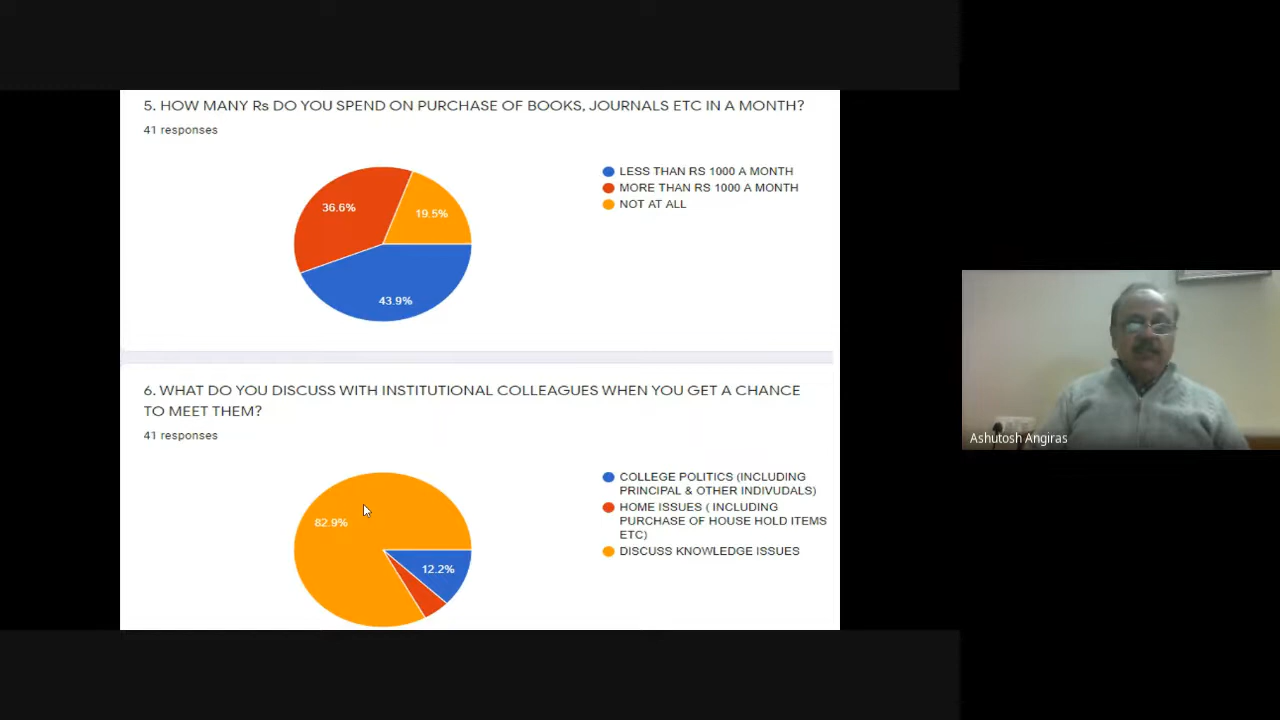 5. HOW MANY Rs DO YOU SPEND ON PURCHASE OF BOOKS, JOURNALS ETC IN A MONTH?
41 responses
LESS THAN RS 1000 A MONTH
MORE THAN RS 1000 A MONTH
NOT AT ALL
36.6%
19.5%
43.9%
6. WHAT DO YOU DISCUSS WITH INSTITUTIONAL COLLEAGUES WHEN YOU GET A CHANCE
TO MEET THEM?
41 responses
COLLEGE POLITICS (INCLUDING
PRINCIPAL & OTHER INDIVUDALS)
HOME ISSUES ( INCLUDING
PURCHASE OF HOUSE HOLD ITEMS
ETC)
DISCUSS KNOWLEDGE ISSUES
82.9%
12.2%
Ashutosh Angiras